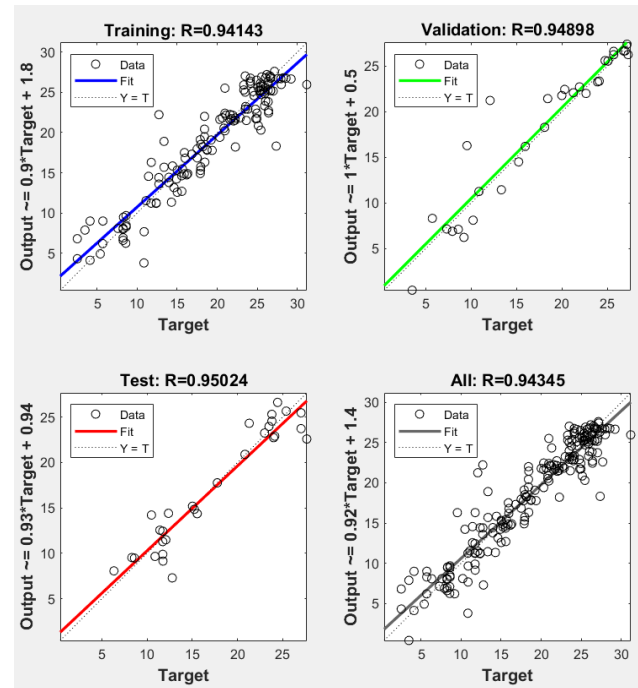 Training: R=0.94143
Output ~= 0.9*Target + 1.8
Data
Fit
Y = T
30
25
20
15
10
5
5 10 15 20 25 30
Target
Validation: R=0.94898
Output ~= 1*Target + 0.5
Data
Fit
Y = T
25
20
15
10
5
5 10 15 20 25
Target
Test: R=0.95024
Output ~= 0.93*Target + 0.94
Data
Fit
Y = T
25
20
15
10
5
5 10 15 20 25
Target
All: R=0.94345
Output ~= 0.92*Target + 1.4
Data
Fit
Y = T
30
25
20
15
10
5
5 10 15 20 25 30
Target